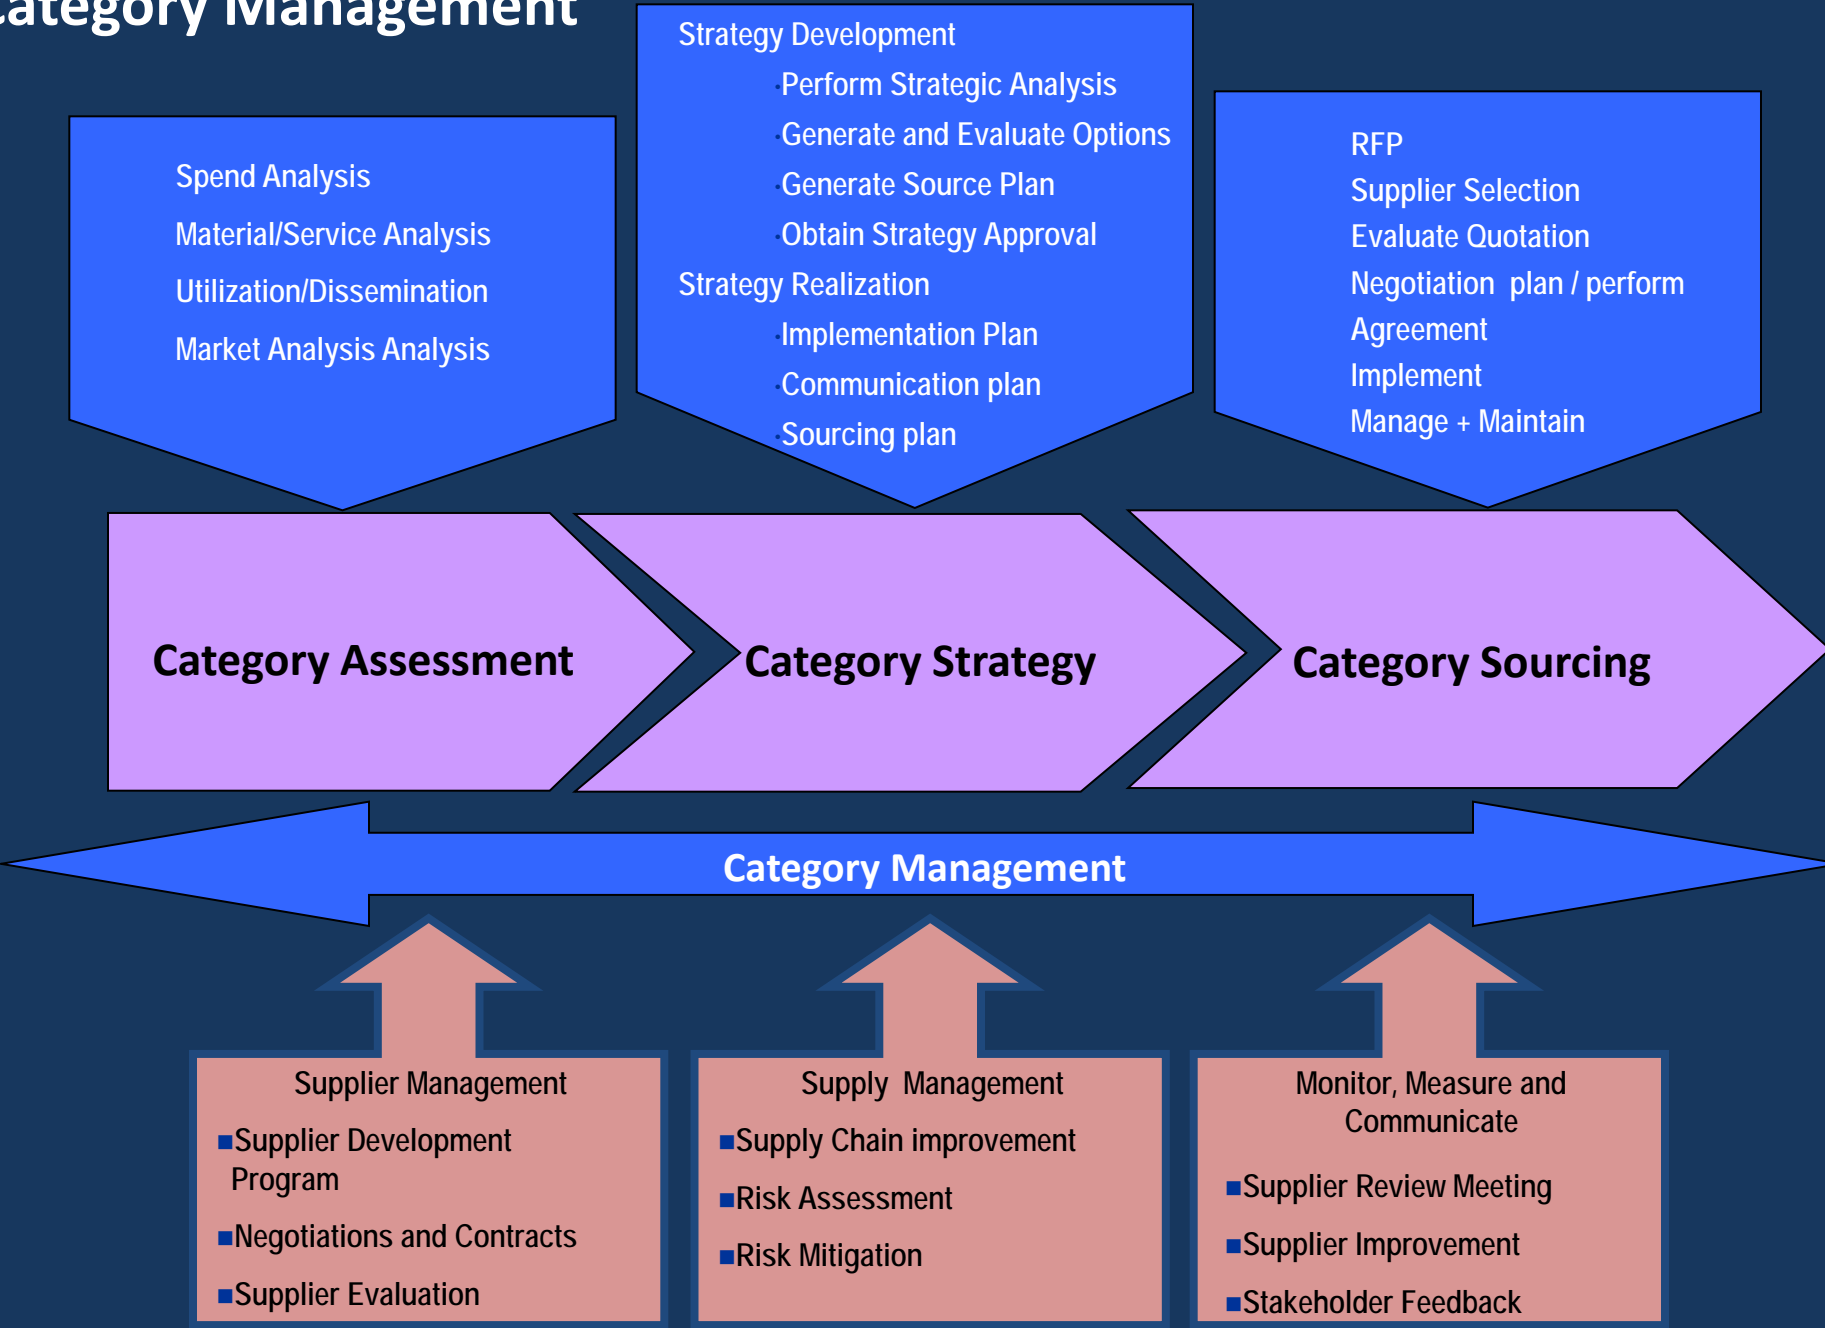 Category Management
Spend Analysis
Material/Service Analysis
Utilization/Dissemination
Market Analysis Analysis
Strategy Development
·Perform Strategic Analysis
·Generate and Evaluate Options
·Generate Source Plan
·Obtain Strategy Approval
Strategy Realization
·Implementation Plan
·Communication plan
·Sourcing plan
RFP
Supplier Selection
Evaluate Quotation
Negotiation plan / perform
Agreement
Implement
Manage + Maintain
Category Assessment
Category Strategy
Category Sourcing
Category Management
Supplier Management
■Supplier Development
Program
■Negotiations and Contracts
■Supplier Evaluation
Supply Management
■Supply Chain improvement
■Risk Assessment
■Risk Mitigation
Monitor, Measure and
Communicate
■Supplier Review Meeting
■Supplier Improvement
■Stakeholder Feedback